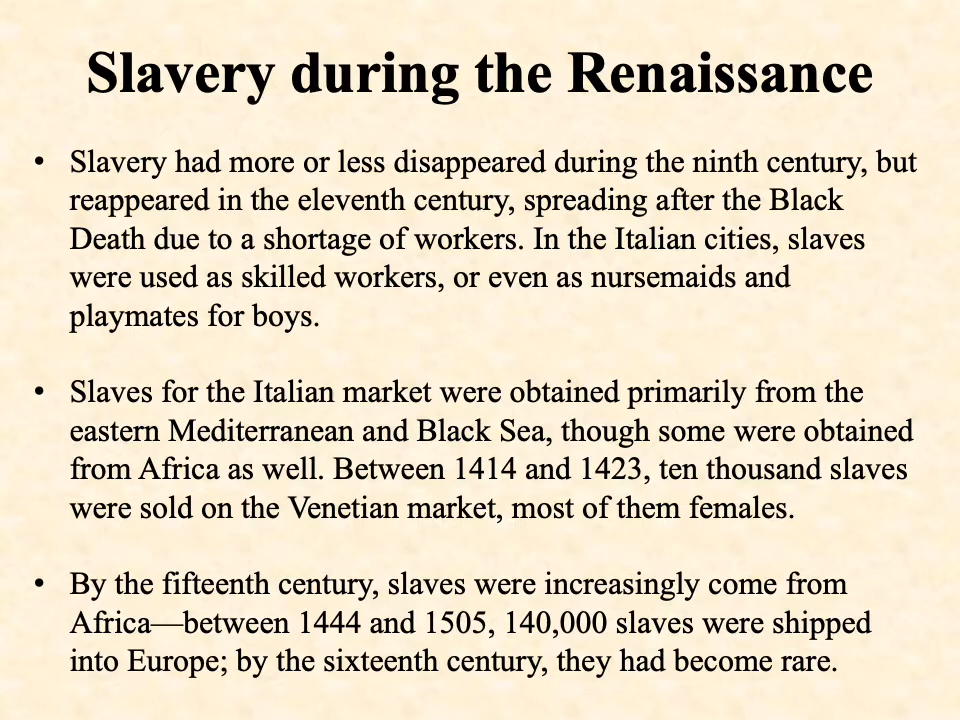 Slavery during the Renaissance
• Slavery had more or less disappeared during the ninth century, but
reappeared in the eleventh century, spreading after the Black
Death due to a shortage of workers. In the Italian cities, slaves
were used as skilled workers, or even as nursemaids and
playmates for boys.
• Slaves for the Italian market were obtained primarily from the
eastern Mediterranean and Black Sea, though some were obtained
from Africa as well. Between 1414 and 1423, ten thousand slaves
were sold on the Venetian market, most of them females.
• By the fifteenth century, slaves were increasingly come from
Africa—between 1444 and 1505, 140,000 slaves were shipped
into Europe; by the sixteenth century, they had become rare.